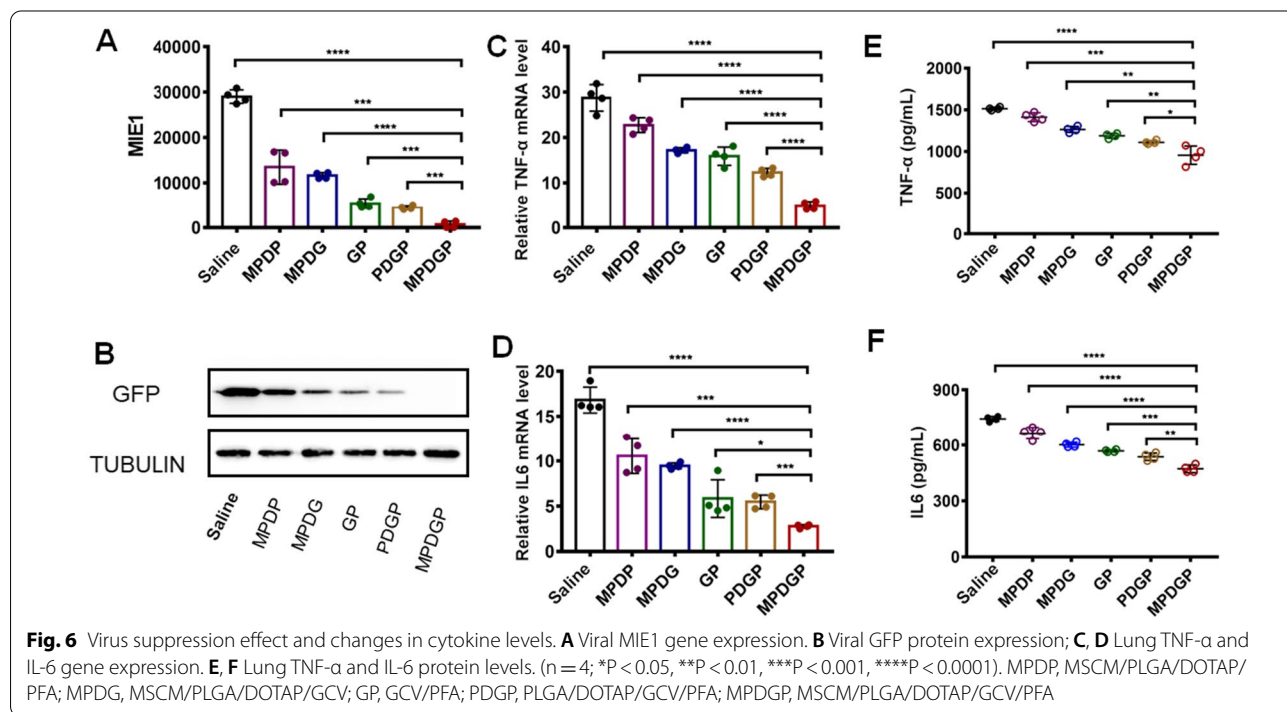 A
MIE1
40000
30000
20000
10000
0
****
***
****
***
***
Saline
MPDP
MPDG
GP
PDGP
MPDGP
C
Relative TNF-α mRNA level
40
30
20
10
0
****
****
****
****
****
Saline
MPDP
MPDG
GP
PDGP
MPDGP
E
TNF-α (pg/mL)
2000
1500
1000
500
0
****
***
**
**
*
Saline
MPDP
MPDG
GP
PDGP
MPDGP
B
GFP
TUBULIN
Saline
MPDP
MPDG
GP
PDGP
MPDGP
D
Relative IL6 mRNA level
20
15
10
5
0
****
***
****
*
***
Saline
MPDP
MPDG
GP
PDGP
MPDGP
F
IL6 (pg/mL)
900
600
300
0
****
****
****
***
**
Saline
MPDP
MPDG
GP
PDGP
MPDGP
Fig. 6 Virus suppression effect and changes in cytokine levels. A Viral MIE1 gene expression. B Viral GFP protein expression; C, D Lung TNF-α and
IL-6 gene expression. E, F Lung TNF-α and IL-6 protein levels. (n = 4; *P < 0.05, **P < 0.01, ***P < 0.001, ****P < 0.0001). MPDP, MSCM/PLGA/DOTAP/
PFA; MPDG, MSCM/PLGA/DOTAP/GCV; GP, GCV/PFA; PDGP, PLGA/DOTAP/GCV/PFA; MPDGP, MSCM/PLGA/DOTAP/GCV/PFA